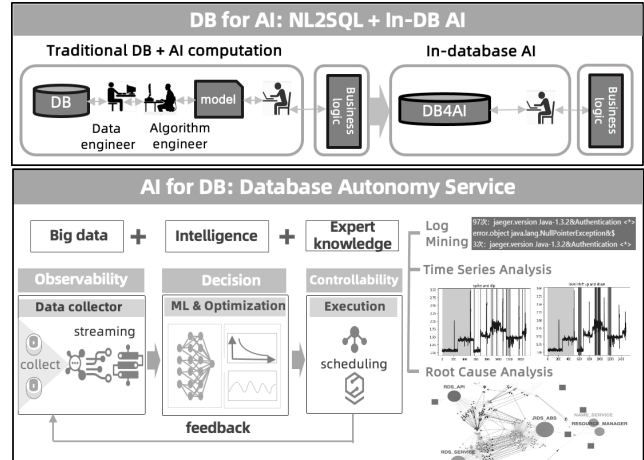 DB for AI: NL2SQL + In-DB AI
Traditional DB + AI computation
In-database AI
DB
Data
engineer
Algorithm
engineer
model
Business
logic
DB4AI
Business
logic
AI for DB: Database Autonomy Service
Big data
+
Intelligence
+
Expert
knowledge
Observability
Decision
Controllability
Data collector
ML & Optimization
Execution
streaming
collect
scheduling
feedback
Log
Mining
jaeger.version Java-1.3.2&Authentication <*>
error.object java.lang.NullPointerException&$
jaeger.version Java-1.3.2&Authentication <*>
Time Series Analysis
Root Cause Analysis
RDS_API
RDS_ABS
NAME_SERVICE
RESOURCE_MANAGER
RDS_SERVICE